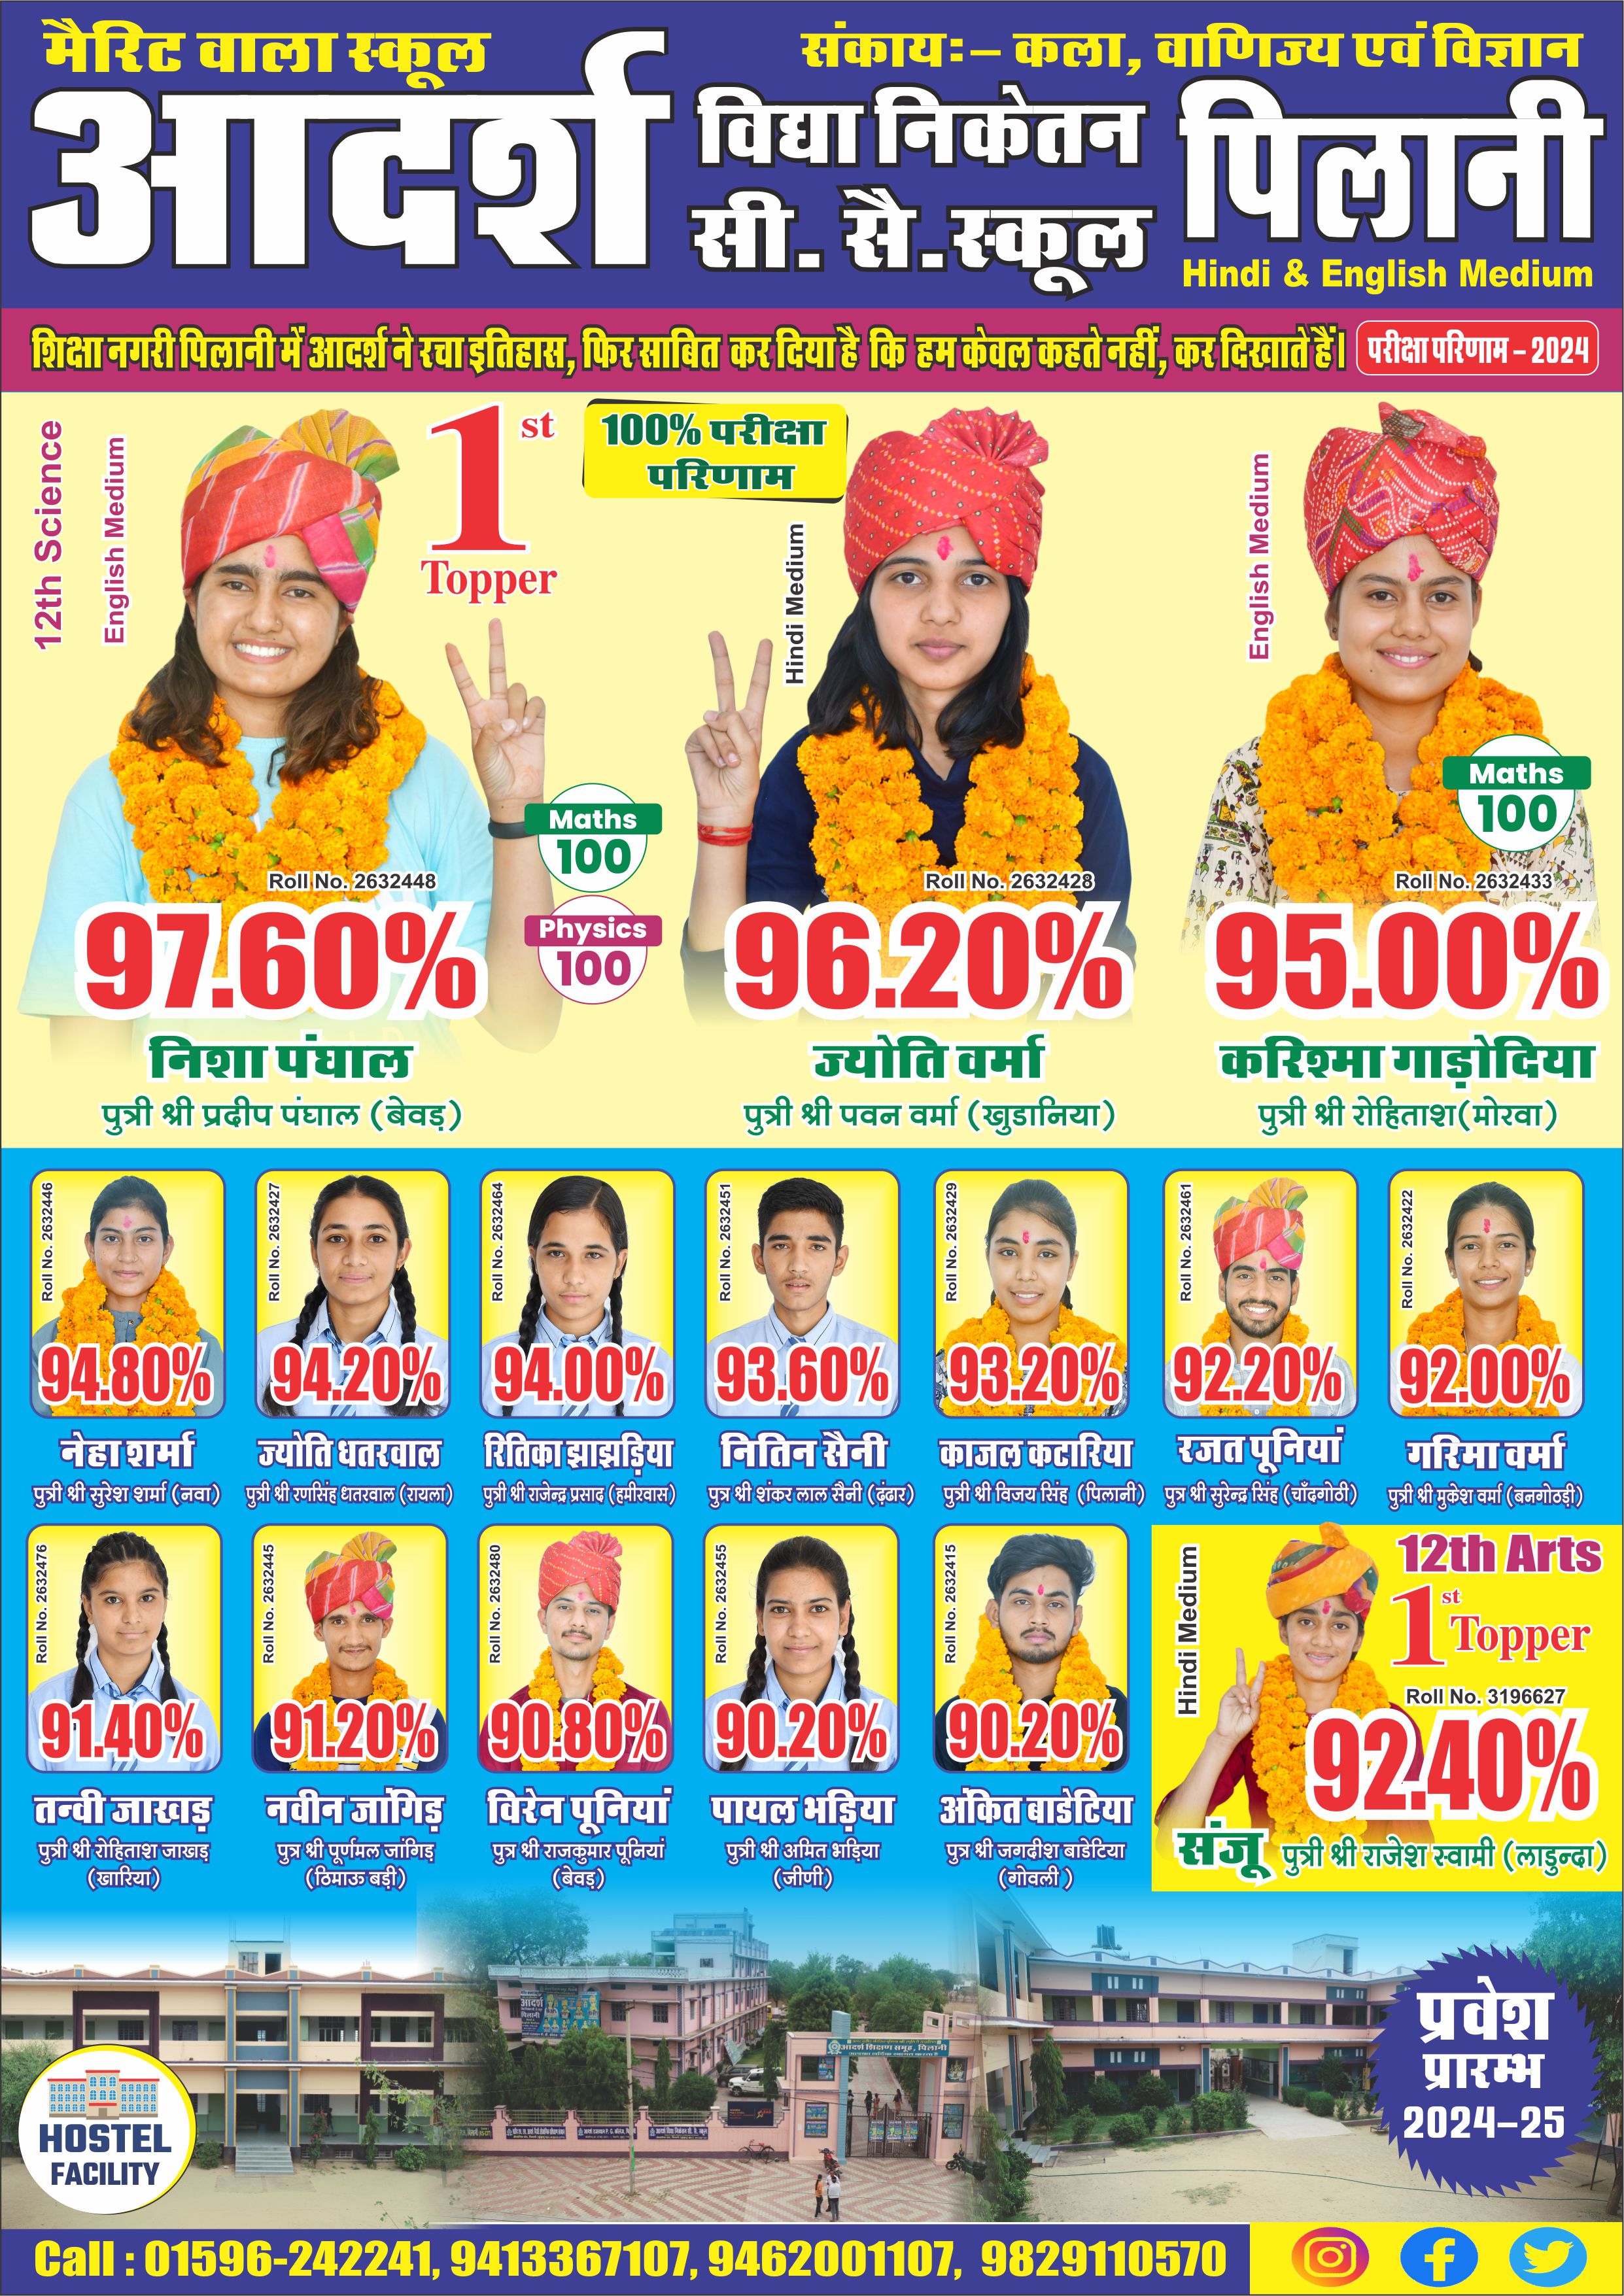 मैरिट वाला स्कूल
संकायः– कला, वाणिज्य एवं विज्ञान
आदर्श विद्या निकेतन सी. सै. स्कूल पिलानी
Hindi & English Medium
शिक्षा नगरी पिलानी में आदर्श ने रचा इतिहास, फिर साबित कर दिया है कि हम केवल कहते नहीं, कर दिखाते हैं।
परीक्षा परिणाम – 2024
12th Science
English Medium
1st
Topper
100% परीक्षा
परिणाम
Hindi Medium
English Medium
Maths
100
Physics
100
Maths
100
Roll No. 2632448
Roll No. 2632428
Roll No. 2632433
97.60%
96.20%
95.00%
निशा पंघाल
ज्योति वर्मा
करिश्मा गाड़ोदिया
पुत्री श्री प्रदीप पंघाल (बेवड़)
पुत्री श्री पवन वर्मा (खुडानिया)
पुत्री श्री रोहिताश(मोरवा)
Roll No. 2632446
Roll No. 2632427
Roll No. 2632464
Roll No. 2632451
Roll No. 2632429
Roll No. 2632461
Roll No. 2632422
94.80%
94.20%
94.00%
93.60%
93.20%
92.20%
92.00%
नेहा शर्मा
ज्योति धतरवाल
रितिका झाझड़िया
नितिन सैनी
काजल कटारिया
रजत पूनियां
गरिमा वर्मा
पुत्री श्री सुरेश शर्मा (नवा)
पुत्री श्री रणसिंह धतरवाल (रायला)
पुत्री श्री राजेन्द्र प्रसाद (हमीरवास)
पुत्र श्री शंकर लाल सैनी (ढ़ंढार)
पुत्री श्री विजय सिंह (पिलानी)
पुत्र श्री सुरेन्द्र सिंह (चाँदगोठी)
पुत्री श्री मुकेश वर्मा (बनगोठड़ी)
Roll No. 2632476
Roll No. 2632445
Roll No. 2632480
Roll No. 2632455
Roll No. 2632415
91.40%
91.20%
90.80%
90.20%
90.20%
तन्वी जाखड़
नवीन जांगिड़
विरेन पूनियां
पायल भड़िया
अंकित बाडेटिया
पुत्री श्री रोहिताश जाखड़
(खारिया)
पुत्र श्री पूर्णमल जांगिड़
(ठिमाऊ बड़ी)
पुत्र श्री राजकुमार पूनियां
(बेवड़)
पुत्री श्री अमित भड़िया
(जीणी)
पुत्र श्री जगदीश बाडेटिया
(गोवली )
Hindi Medium
12th Arts
1st Topper
Roll No. 3196627
92.40%
संजू पुत्री श्री राजेश स्वामी (लाडुन्दा)
आदर्श
पिलानी
आदर्श शिक्षण समूह, पिलानी
HOSTEL
FACILITY
प्रवेश
प्रारम्भ
2024–25
Call : 01596-242241, 9413367107, 9462001107, 9829110570